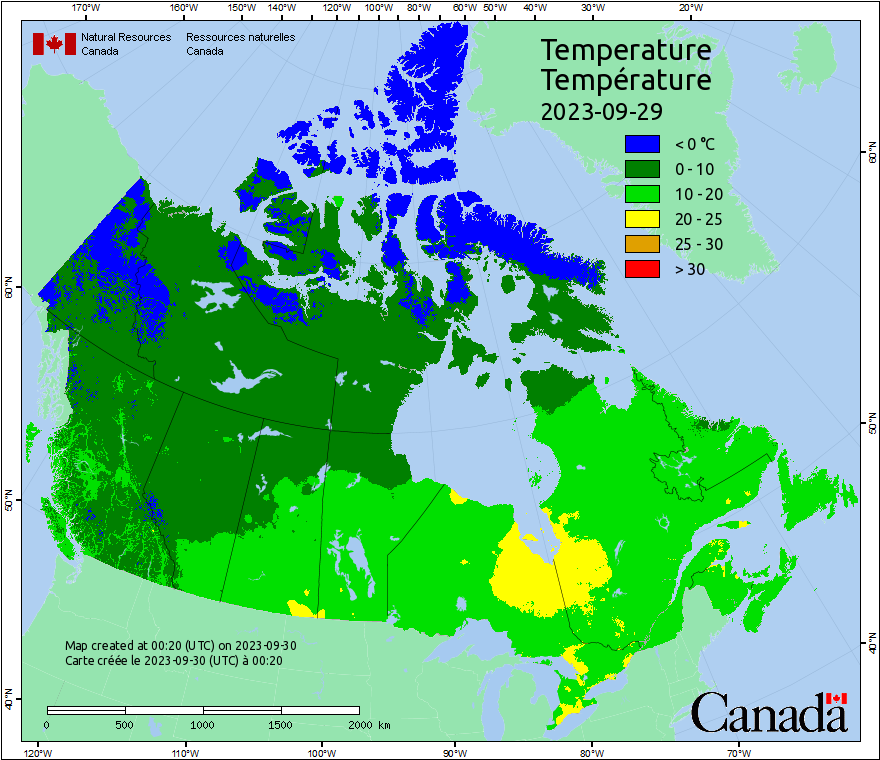 170°W 160°W 150°W 140°W 120°W 100°W 80°W 60°W 50°W 40°W 30°W 20°W
Natural Resources Ressources naturelles
Canada Canada
Temperature
Température
2023-09-29
< 0 °C
0 - 10
10 - 20
20 - 25
25 - 30
> 30
60°N
60°N
50°N
50°N
40°N
40°N
Map created at 00:20 (UTC) on 2023-09-30
Carte créée le 2023-09-30 (UTC) à 00:20
0 500 1000 1500 2000 km
Canada
120°W 110°W 100°W 90°W 80°W 70°W